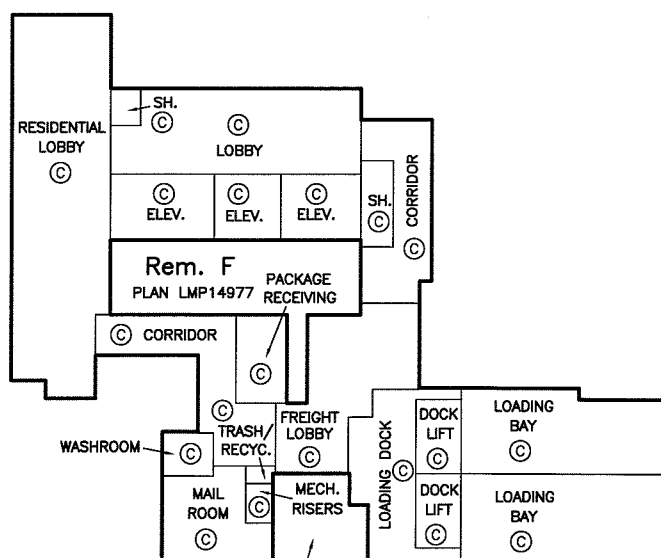 SH.
Ⓒ
Ⓒ
LOBBY
RESIDENTIAL
LOBBY
Ⓒ
Ⓒ
ELEV.
Ⓒ
ELEV.
Ⓒ
ELEV.
SH.
Ⓒ
CORRIDOR
Ⓒ
Rem. F
PLAN LMP14977
PACKAGE
RECEIVING
Ⓒ
Ⓒ CORRIDOR
Ⓒ
TRASH/
RECYC.
FREIGHT
LOBBY
Ⓒ
WASHROOM
Ⓒ
MAIL
ROOM
Ⓒ
Ⓒ
MECH.
RISERS
LOADING DOCK
Ⓒ
DOCK
LIFT
Ⓒ
DOCK
LIFT
Ⓒ
LOADING
BAY
Ⓒ
LOADING
BAY
Ⓒ